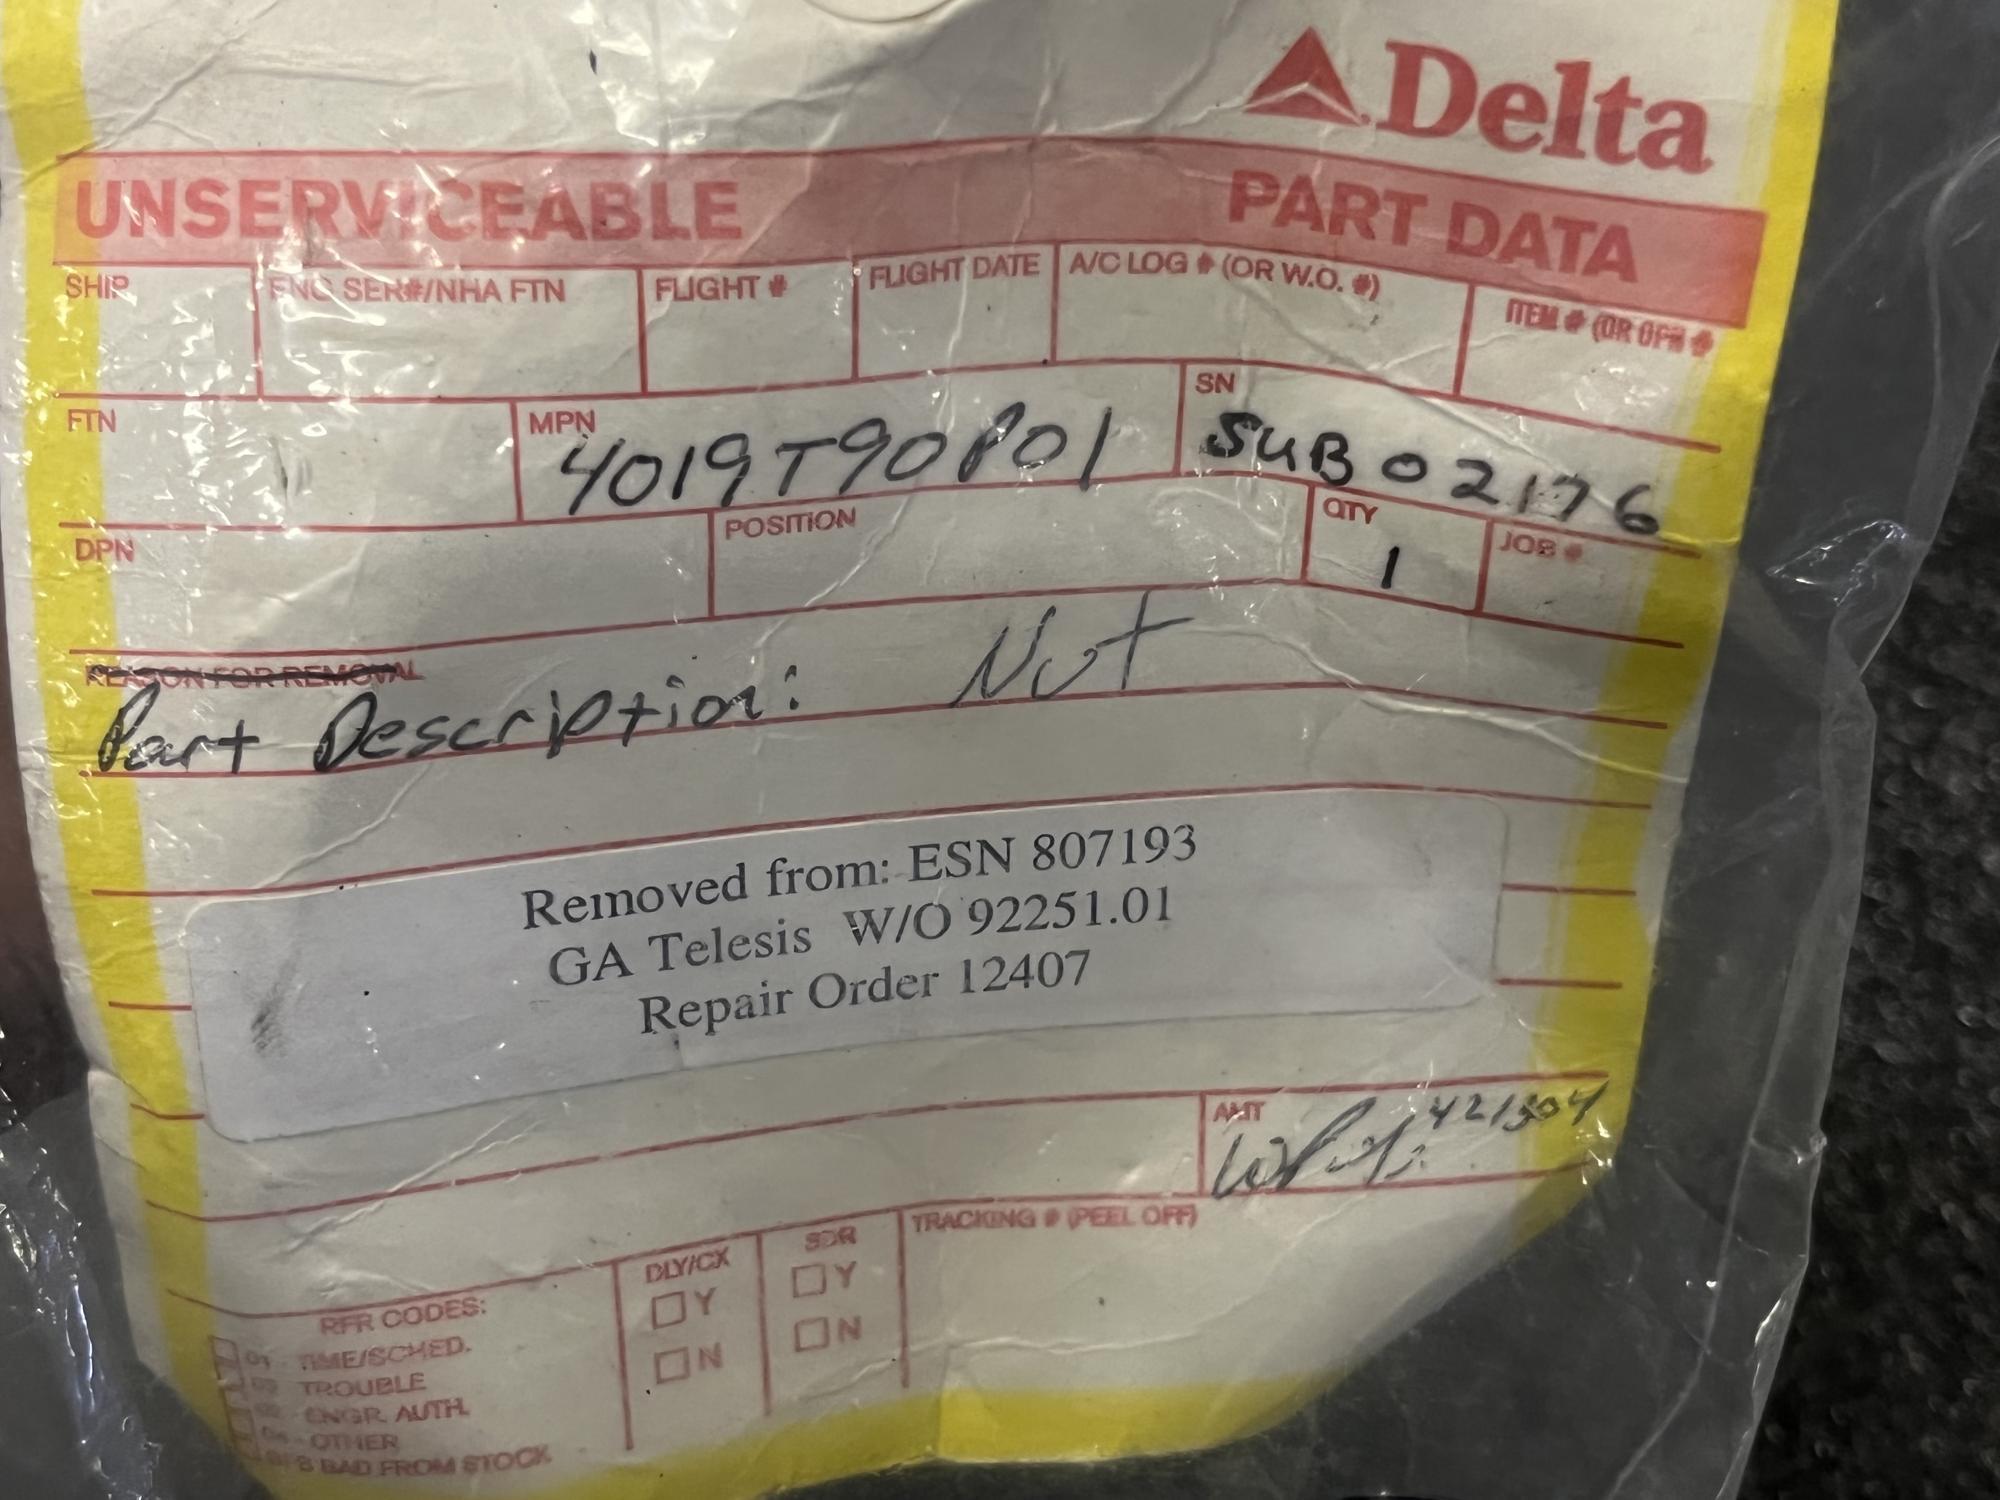 Delta
UNSERVICEABLE PART DATA
SHIP ENG SER#/NHA FTN FLIGHT # FLIGHT DATE A/C LOG # (OR W.O. #) ITEM # (OR OPN #
FTN MPN 4019T90P01 SN SUB02176
DPN POSITION QTY 1 JOB #
REASON FOR REMOVAL
Part Description: Nut
Removed from: ESN 807193
GA Telesis W/O 92251.01
Repair Order 12407
AMT 421504
RFR CODES: DLY/CX SDR TRACKING # (PEEL OFF)
01 - TIME/SCHED. Y Y
TROUBLE N N
ENGR. AUTH.
OTHER
BAD FROM STOCK